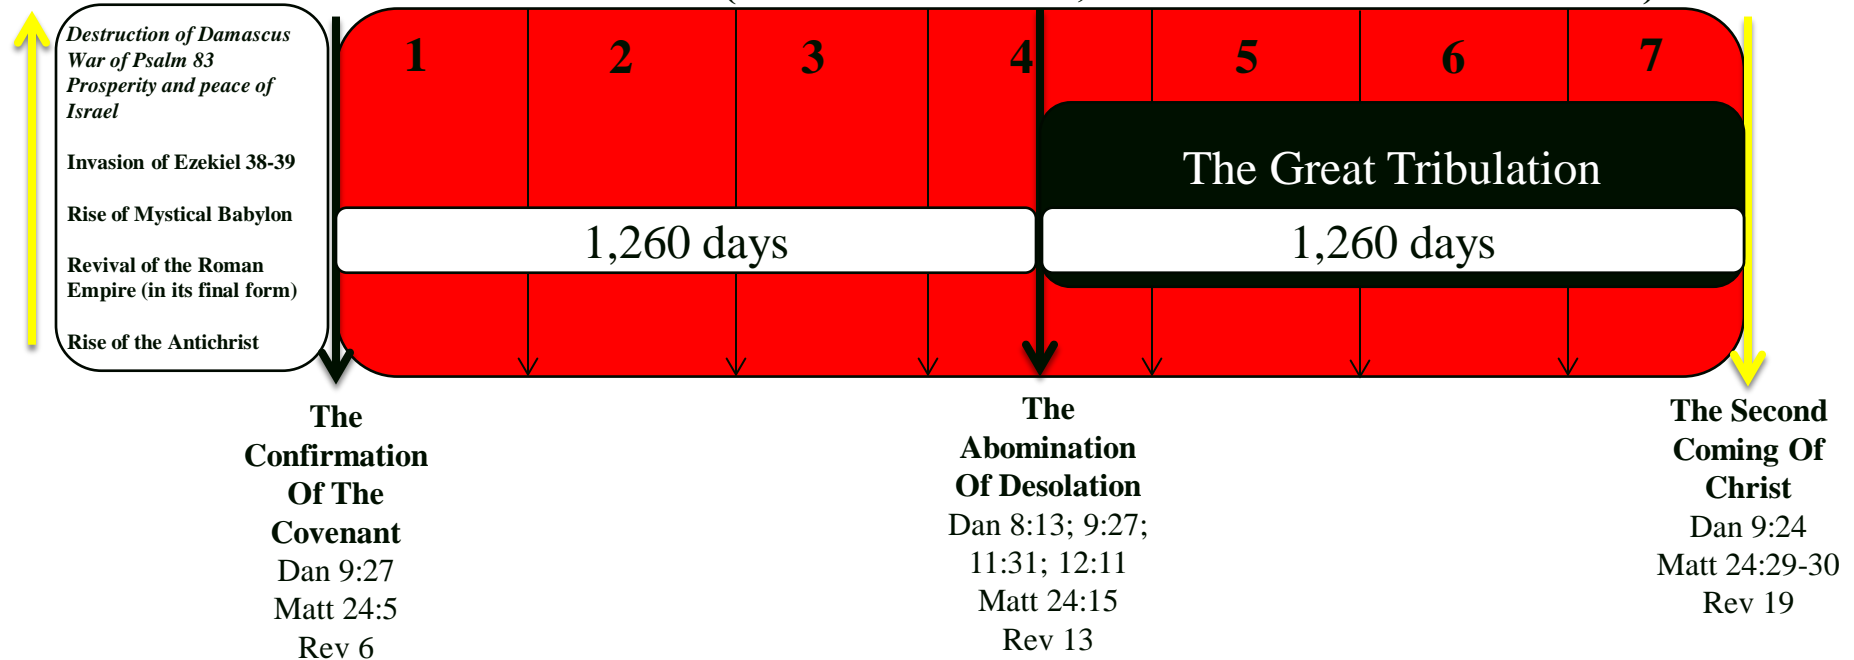 Destruction of Damascus
War of Psalm 83
Prosperity and peace of
Israel
Invasion of Ezekiel 38-39
Rise of Mystical Babylon
Revival of the Roman
Empire (in its final form)
Rise of the Antichrist
1 2 3 4 5 6 7
The Great Tribulation
1,260 days
1,260 days
The
Confirmation
Of The
Covenant
Dan 9:27
Matt 24:5
Rev 6
The
Abomination
Of Desolation
Dan 8:13; 9:27;
11:31; 12:11
Matt 24:15
Rev 13
The Second
Coming Of
Christ
Dan 9:24
Matt 24:29-30
Rev 19